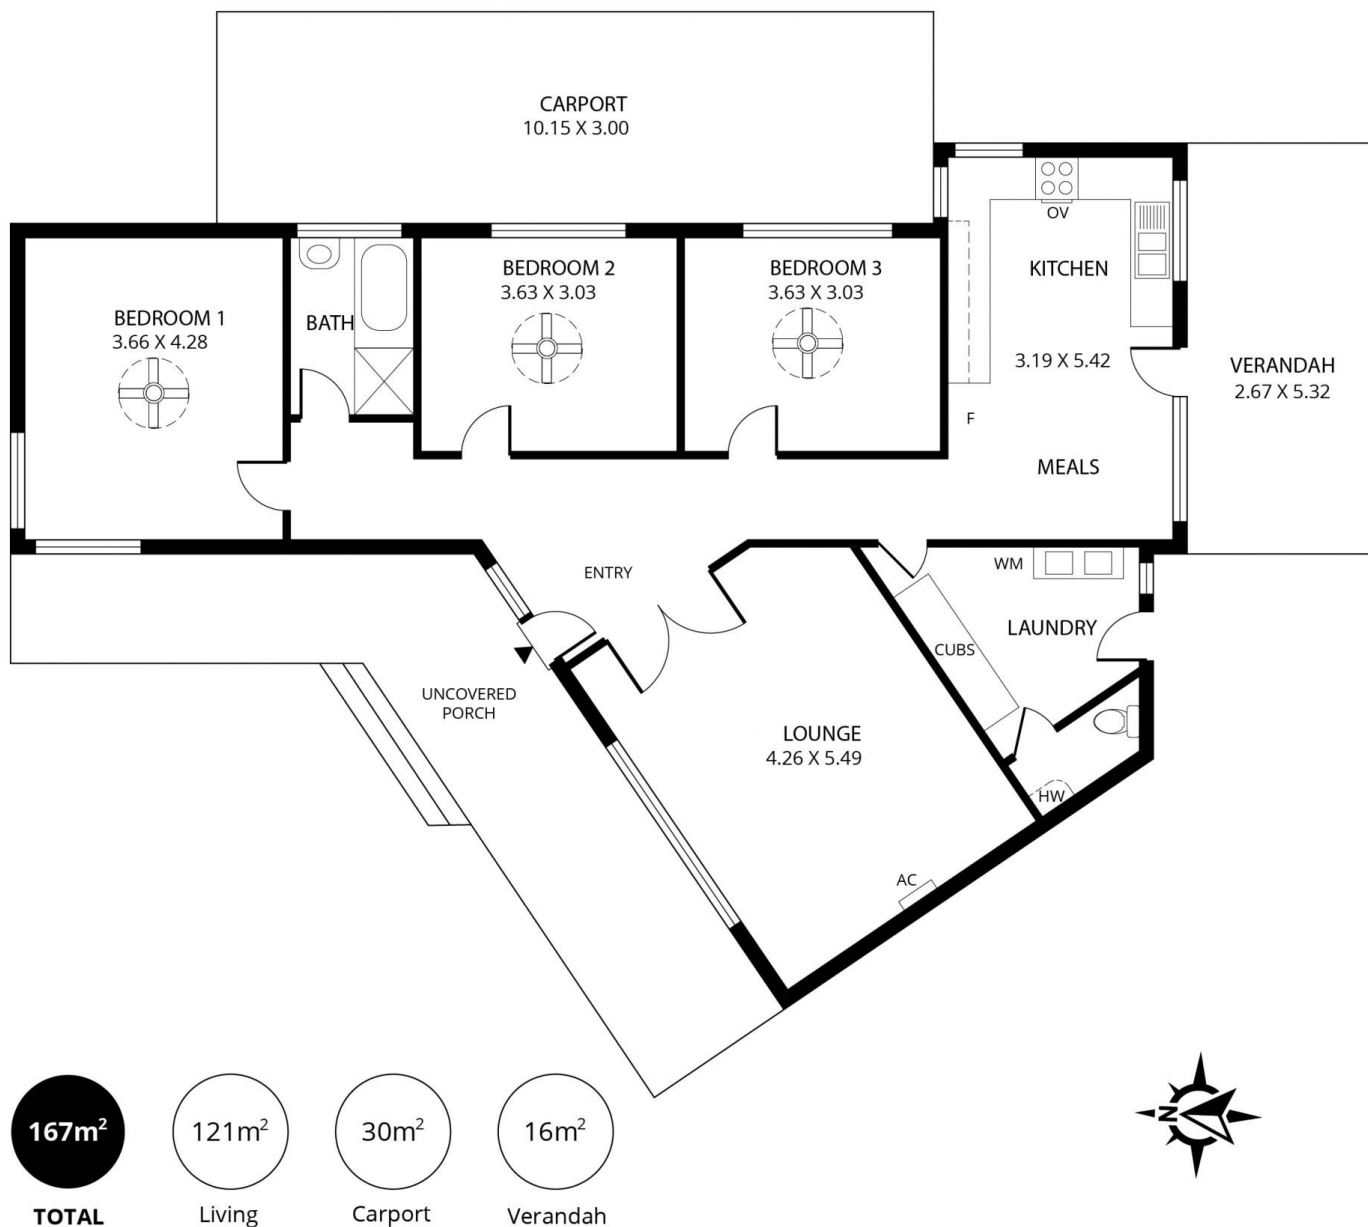 CARPORT
10.15 X 3.00
OV
KITCHEN
3.19 X 5.42
BEDROOM 1
3.66 X 4.28
BATH
BEDROOM 2
3.63 X 3.03
BEDROOM 3
3.63 X 3.03
VERANDAH
2.67 X 5.32
F
MEALS
ENTRY
WM
LAUNDRY
CUBS
UNCOVERED
PORCH
LOUNGE
4.26 X 5.49
HW
AC
N
167m²
TOTAL
121m²
Living
30m²
Carport
16m²
Verandah